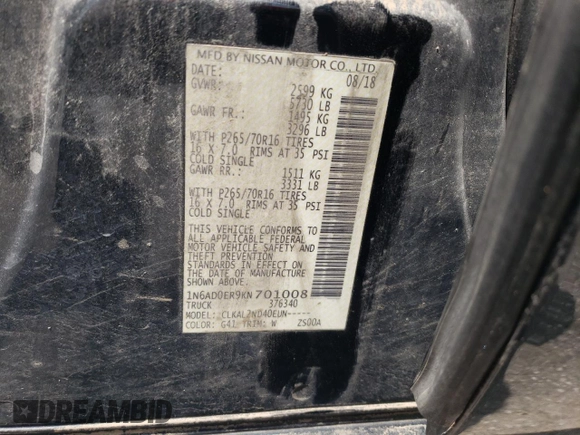 MFD BY NISSAN MOTOR CO., LTD.
DATE: 08/18
GVWR: 2599 KG
5730 LB
GAWR FR.: 1495 KG
3296 LB
WITH P265/70R16 TIRES
16 X 7.0 RIMS AT 35 PSI
COLD SINGLE
GAWR RR.: 1511 KG
3331 LB
WITH P265/70R16 TIRES
16 X 7.0 RIMS AT 35 PSI
COLD SINGLE
THIS VEHICLE CONFORMS TO
ALL APPLICABLE FEDERAL
MOTOR VEHICLE SAFETY AND
THEFT PREVENTION
STANDARDS IN EFFECT ON
THE DATE OF MANUFACTURE
SHOWN ABOVE.
1N6AD0ER9KN701008
TRUCK 376340
MODEL: CLKAL2ND40EUN-----
COLOR: G41 TRIM: W ZS00A
DREAMBID